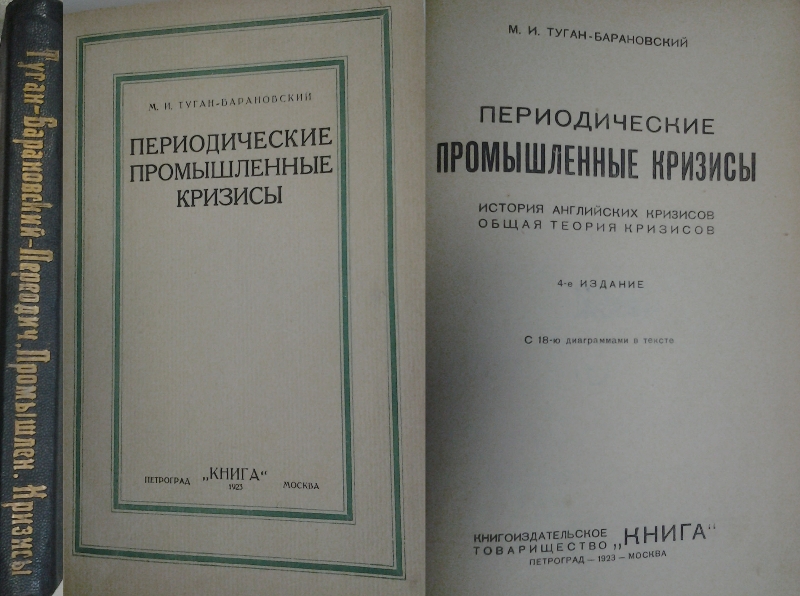 Туган-Барановский-Периодич. Промышлен. Кризисы
М. И. ТУГАН-БАРАНОВСКИЙ
ПЕРИОДИЧЕСКИЕ
ПРОМЫШЛЕННЫЕ
КРИЗИСЫ
ПЕТРОГРАД „КНИГА“ МОСКВА
1923
М. И. ТУГАН-БАРАНОВСКИЙ
ПЕРИОДИЧЕСКИЕ
ПРОМЫШЛЕННЫЕ КРИЗИСЫ
ИСТОРИЯ АНГЛИЙСКИХ КРИЗИСОВ
ОБЩАЯ ТЕОРИЯ КРИЗИСОВ
4-е ИЗДАНИЕ
С 18-ю диаграммами в тексте
КНИГОИЗДАТЕЛЬСКОЕ
ТОВАРИЩЕСТВО „КНИГА“
ПЕТРОГРАД — 1923 — МОСКВА